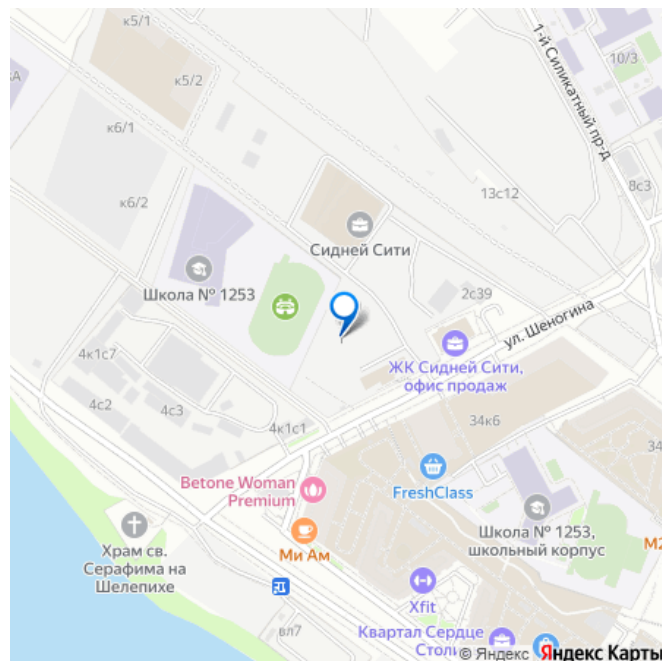 к5/2
10/3
1-й Силикатный пр-д
к6/1
8с3
к6/2
13с12
Сидней Сити
Школа № 1253
2с39
ул. Шеногина
ЖК Сидней Сити,
офис продаж
4к1с7
4с2
4с3
4к1с1
34к6
34
Betone Woman
Premium
FreshClass
Школа № 1253,
школьный корпус
Храм св.
Серафима на
Шелепихе
Ми Ам
Xfit
вл7
Квартал Сердце
Столи
© Яндекс Яндекс Карты